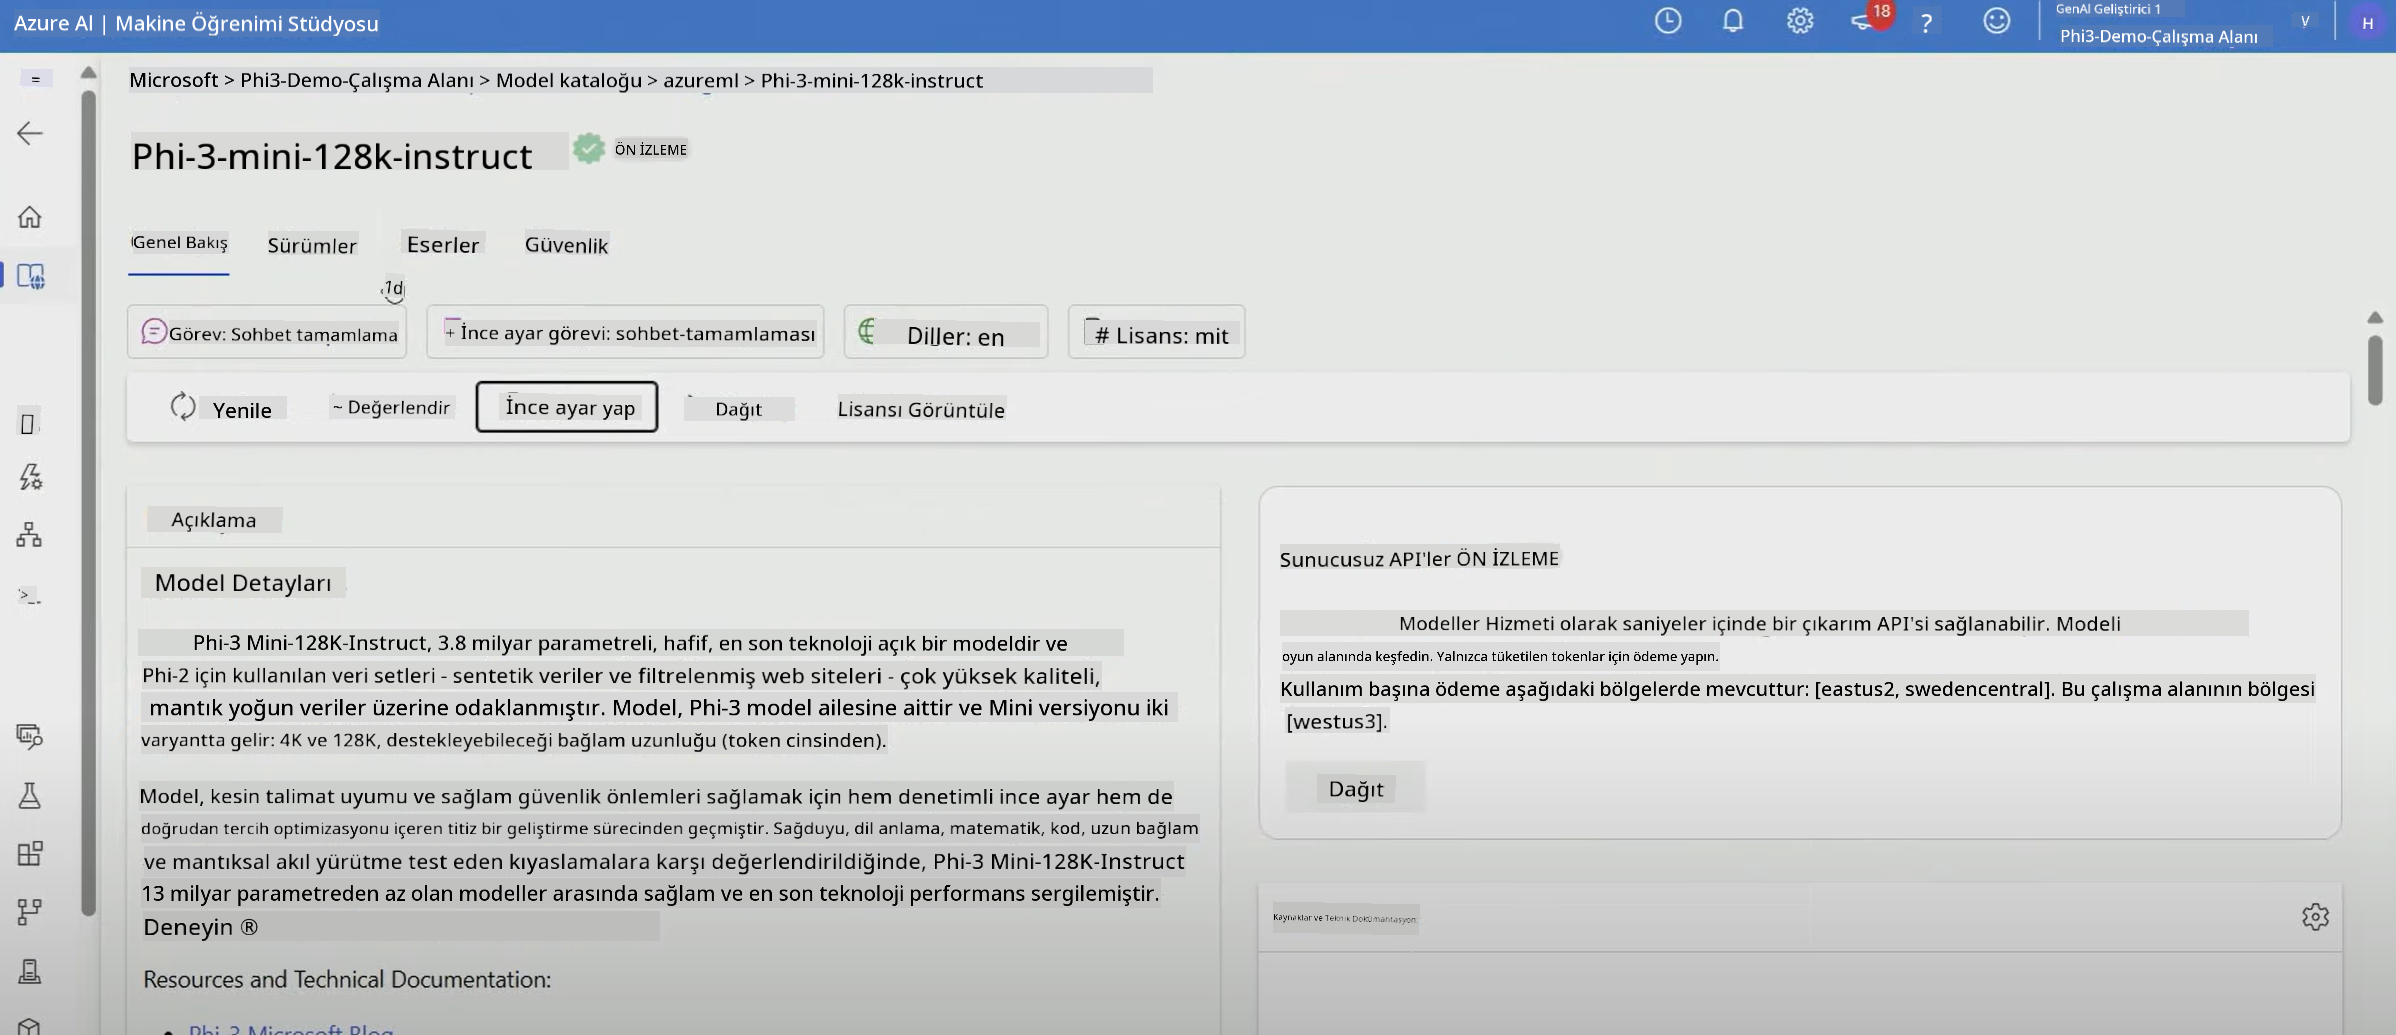 Azure AI | Makine Öğrenimi Stüdyosu
18
?
GenAI Geliştirici 1
Phi3-Demo-Çalışma Alanı
V
H
Microsoft > Phi3-Demo-Çalışma Alanı > Model kataloğu > azureml > Phi-3-mini-128k-instruct
Phi-3-mini-128k-instruct
ÖN İZLEME
Genel Bakış
Sürümler
Eserler
Güvenlik
1d
Görev: Sohbet tamamlama
+ İnce ayar görevi: sohbet-tamamlaması
Diller: en
# Lisans: mit
Yenile
~ Değerlendir
İnce ayar yap
Dağıt
Lisansı Görüntüle
Açıklama
Model Detayları
Phi-3 Mini-128K-Instruct, 3.8 milyar parametreli, hafif, en son teknoloji açık bir modeldir ve
Phi-2 için kullanılan veri setleri - sentetik veriler ve filtrelenmiş web siteleri - çok yüksek kaliteli,
mantık yoğun veriler üzerine odaklanmıştır. Model, Phi-3 model ailesine aittir ve Mini versiyonu iki
varyantta gelir: 4K ve 128K, destekleyebileceği bağlam uzunluğu (token cinsinden).
Model, kesin talimat uyumu ve sağlam güvenlik önlemleri sağlamak için hem denetimli ince ayar hem de
doğrudan tercih optimizasyonu içeren titiz bir geliştirme sürecinden geçmiştir. Sağduyu, dil anlama, matematik, kod, uzun bağlam
ve mantıksal akıl yürütme test eden kıyaslamalara karşı değerlendirildiğinde, Phi-3 Mini-128K-Instruct
13 milyar parametreden az olan modeller arasında sağlam ve en son teknoloji performans sergilemiştir.
Deneyin ®
Resources and Technical Documentation:
Phi-3 Microsoft Blog
Sunucusuz API'ler ÖN İZLEME
Modeller Hizmeti olarak saniyeler içinde bir çıkarım API'si sağlanabilir. Modeli
oyun alanında keşfedin. Yalnızca tüketilen tokenlar için ödeme yapın.
Kullanım başına ödeme aşağıdaki bölgelerde mevcuttur: [eastus2, swedencentral]. Bu çalışma alanının bölgesi
[westus3].
Dağıt
Kaynaklar ve Teknik Dokümantasyon: